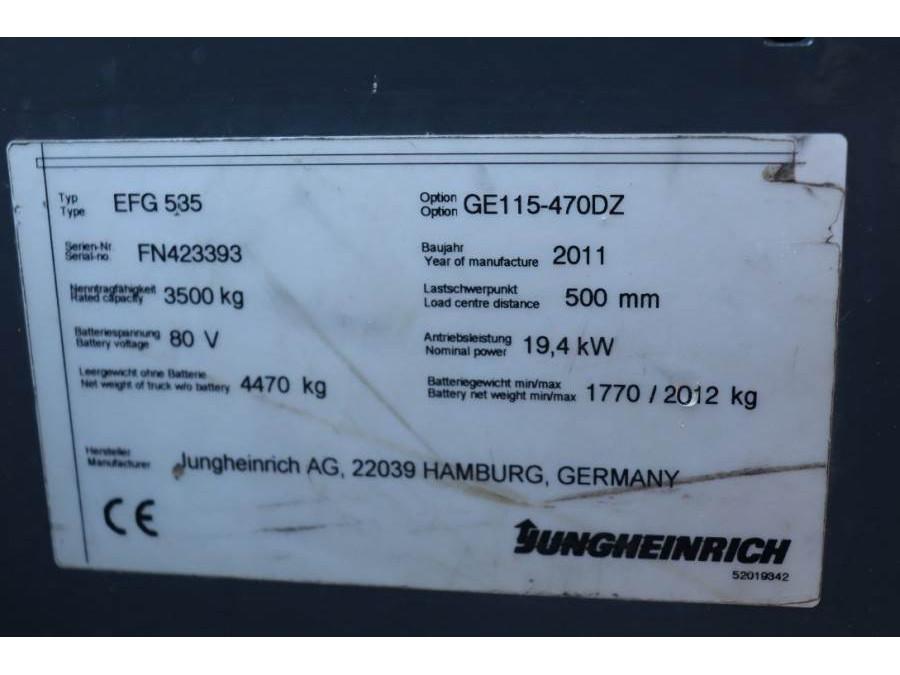 Typ
Type EFG 535
Option
Option GE115-470DZ
Serien-Nr.
Serial-no. FN423393
Baujahr
Year of manufacture 2011
Nenntragfähigkeit
Rated capacity 3500 kg
Lastschwerpunkt
Load centre distance 500 mm
Batteriespannung
Battery voltage 80 V
Antriebsleistung
Nominal power 19,4 kW
Leergewicht ohne Batterie
Net weight of truck w/o battery 4470 kg
Batteriegewicht min/max
Battery net weight min/max 1770 / 2012 kg
Hersteller
Manufacturer Jungheinrich AG, 22039 HAMBURG, GERMANY
CE
JUNGHEINRICH
52019342